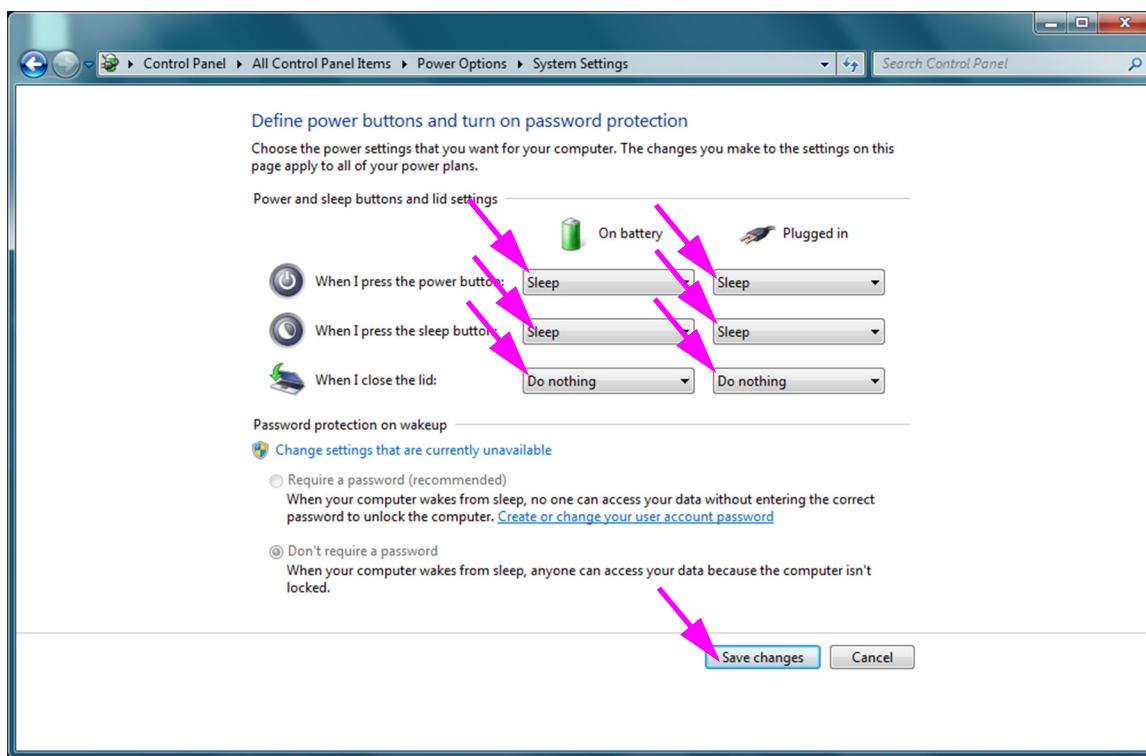 Control Panel All Control Panel Items Power Options System Settings Search Control Panel
Define power buttons and turn on password protection
Choose the power settings that you want for your computer. The changes you make to the settings on this
page apply to all of your power plans.
Power and sleep buttons and lid settings
On battery Plugged in
When I press the power button: Sleep Sleep
When I press the sleep button: Sleep Sleep
When I close the lid: Do nothing Do nothing
Password protection on wakeup
Change settings that are currently unavailable
Require a password (recommended)
When your computer wakes from sleep, no one can access your data without entering the correct
password to unlock the computer. Create or change your user account password
Don't require a password
When your computer wakes from sleep, anyone can access your data because the computer isn't
locked.
Save changes Cancel